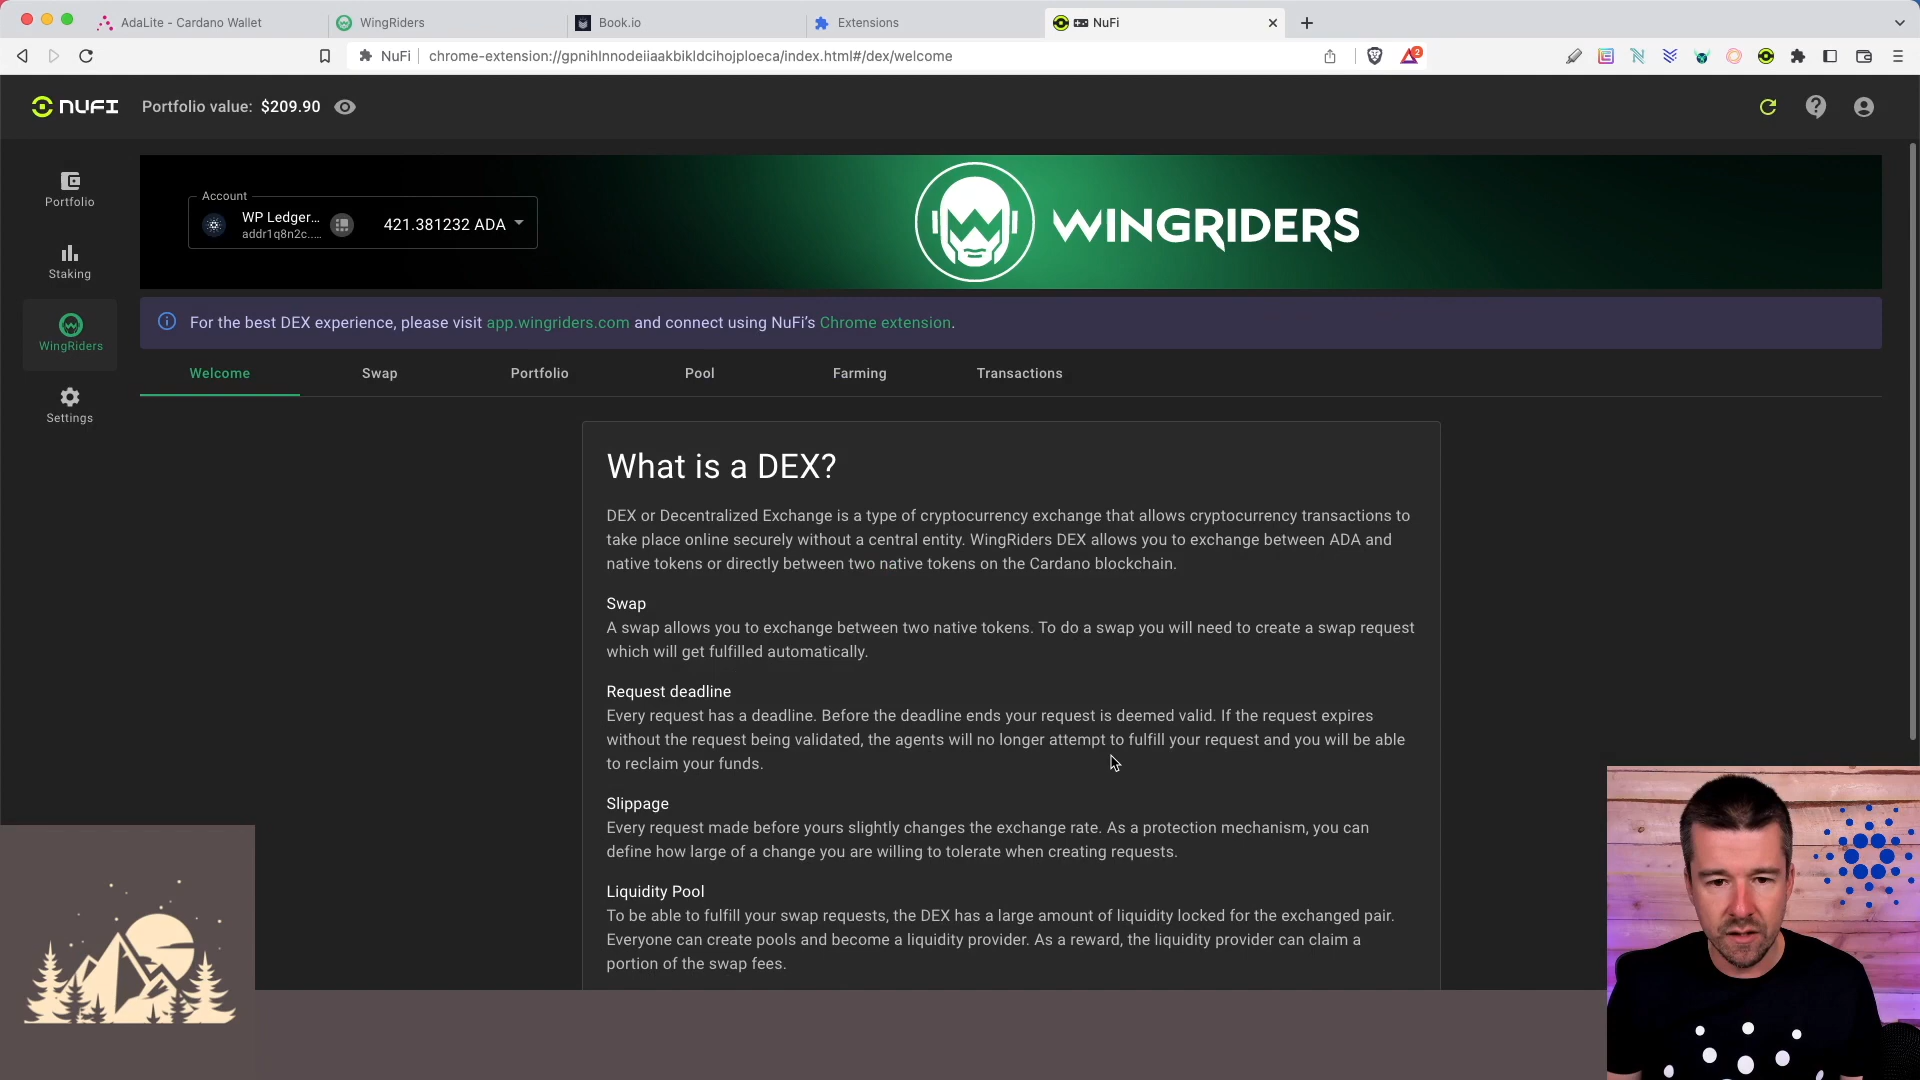 AdaLite - Cardano Wallet
WingRiders
Book.io
Extensions
NuFi
NuFi
chrome-extension://gpnihlnnodeiiaakbikldcihojploeca/index.html#/dex/welcome
2
NUFI
Portfolio value: $209.90
Portfolio
Staking
WingRiders
Settings
Account
WP Ledger...
addr1q8n2c....
421.381232 ADA
WINGRIDERS
For the best DEX experience, please visit app.wingriders.com and connect using NuFi's Chrome extension.
Welcome
Swap
Portfolio
Pool
Farming
Transactions
What is a DEX?
DEX or Decentralized Exchange is a type of cryptocurrency exchange that allows cryptocurrency transactions to
take place online securely without a central entity. WingRiders DEX allows you to exchange between ADA and
native tokens or directly between two native tokens on the Cardano blockchain.
Swap
A swap allows you to exchange between two native tokens. To do a swap you will need to create a swap request
which will get fulfilled automatically.
Request deadline
Every request has a deadline. Before the deadline ends your request is deemed valid. If the request expires
without the request being validated, the agents will no longer attempt to fulfill your request and you will be able
to reclaim your funds.
Slippage
Every request made before yours slightly changes the exchange rate. As a protection mechanism, you can
define how large of a change you are willing to tolerate when creating requests.
Liquidity Pool
To be able to fulfill your swap requests, the DEX has a large amount of liquidity locked for the exchanged pair.
Everyone can create pools and become a liquidity provider. As a reward, the liquidity provider can claim a
portion of the swap fees.